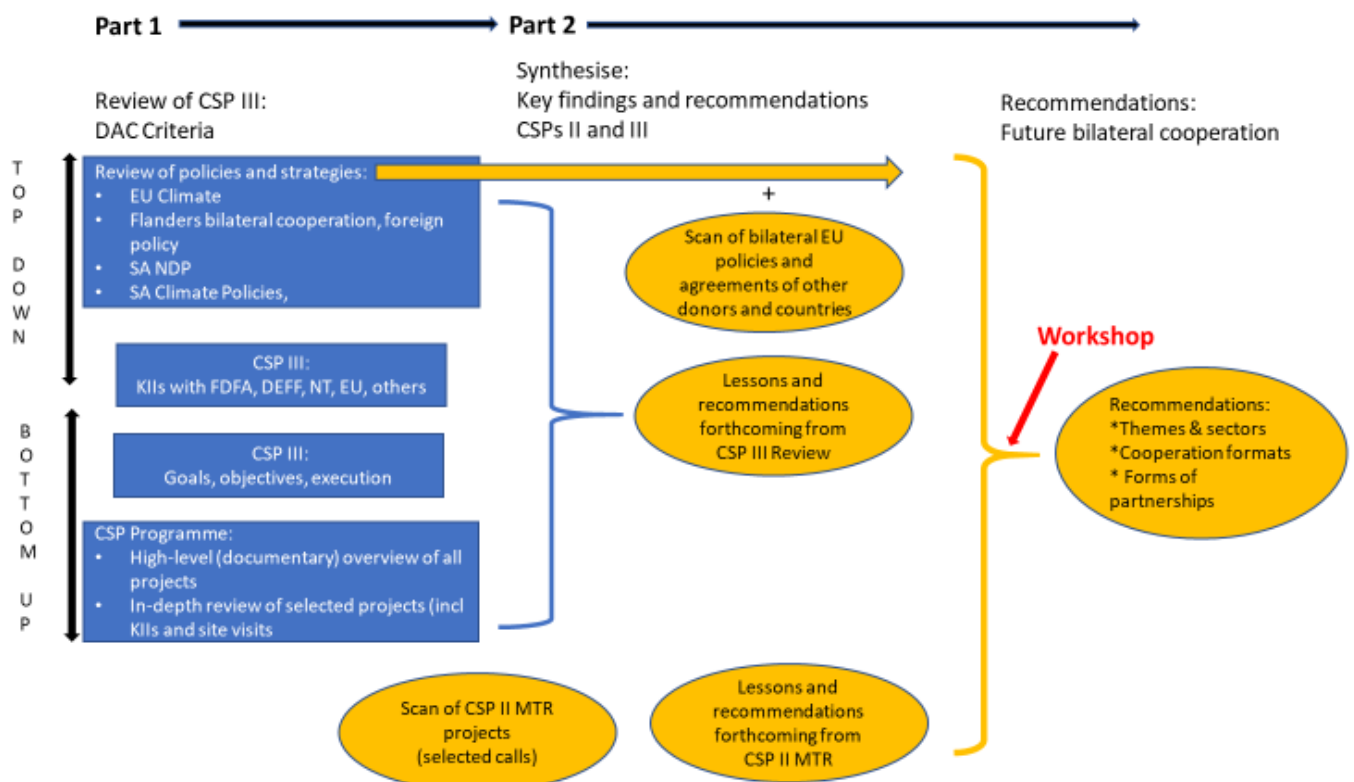 Part 1
Part 2
Review of CSP III:
DAC Criteria
Synthesise:
Key findings and recommendations
CSPs II and III
Recommendations:
Future bilateral cooperation
T
O
P
D
O
W
N
B
O
T
T
O
M
U
P
Review of policies and strategies:
• EU Climate
• Flanders bilateral cooperation, foreign
policy
• SA NDP
• SA Climate Policies,
CSP III:
KIIs with FDFA, DEFF, NT, EU, others
CSP III:
Goals, objectives, execution
CSP Programme:
• High-level (documentary) overview of all
projects
• In-depth review of selected projects (incl
KIIs and site visits
+
Scan of bilateral EU
policies and
agreements of other
donors and countries
Lessons and
recommendations
forthcoming from
CSP III Review
Scan of CSP II MTR
projects
(selected calls)
Lessons and
recommendations
forthcoming from
CSP II MTR
Workshop
Recommendations:
*Themes & sectors
*Cooperation formats
* Forms of
partnerships